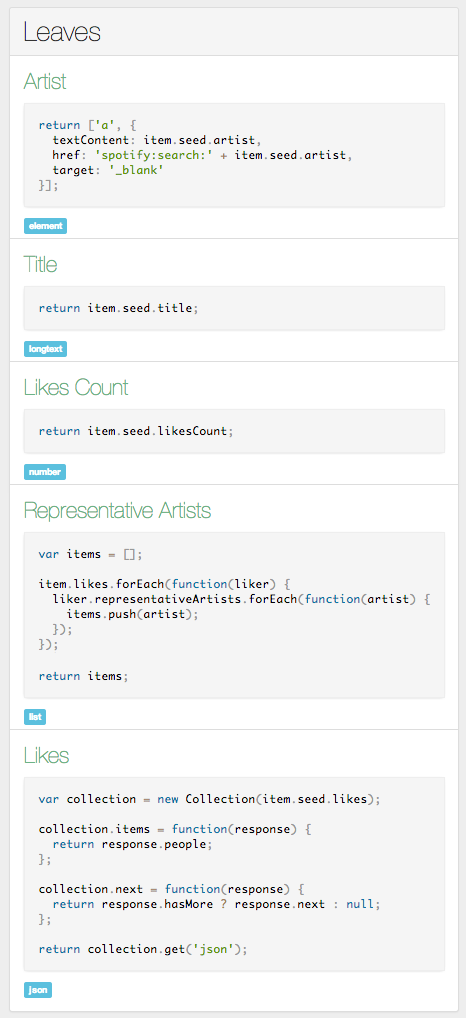 Leaves
Artist
return ['a', {
  textContent: item.seed.artist,
  href: 'spotify:search:' + item.seed.artist,
  target: '_blank'
}];
element
Title
return item.seed.title;
longtext
Likes Count
return item.seed.likesCount;
number
Representative Artists
var items = [];
item.likes.forEach(function(liker) {
  liker.representativeArtists.forEach(function(artist) {
    items.push(artist);
  });
});
return items;
list
Likes
var collection = new Collection(item.seed.likes);
collection.items = function(response) {
  return response.people;
};
collection.next = function(response) {
  return response.hasMore ? response.next : null;
};
return collection.get('json');
json